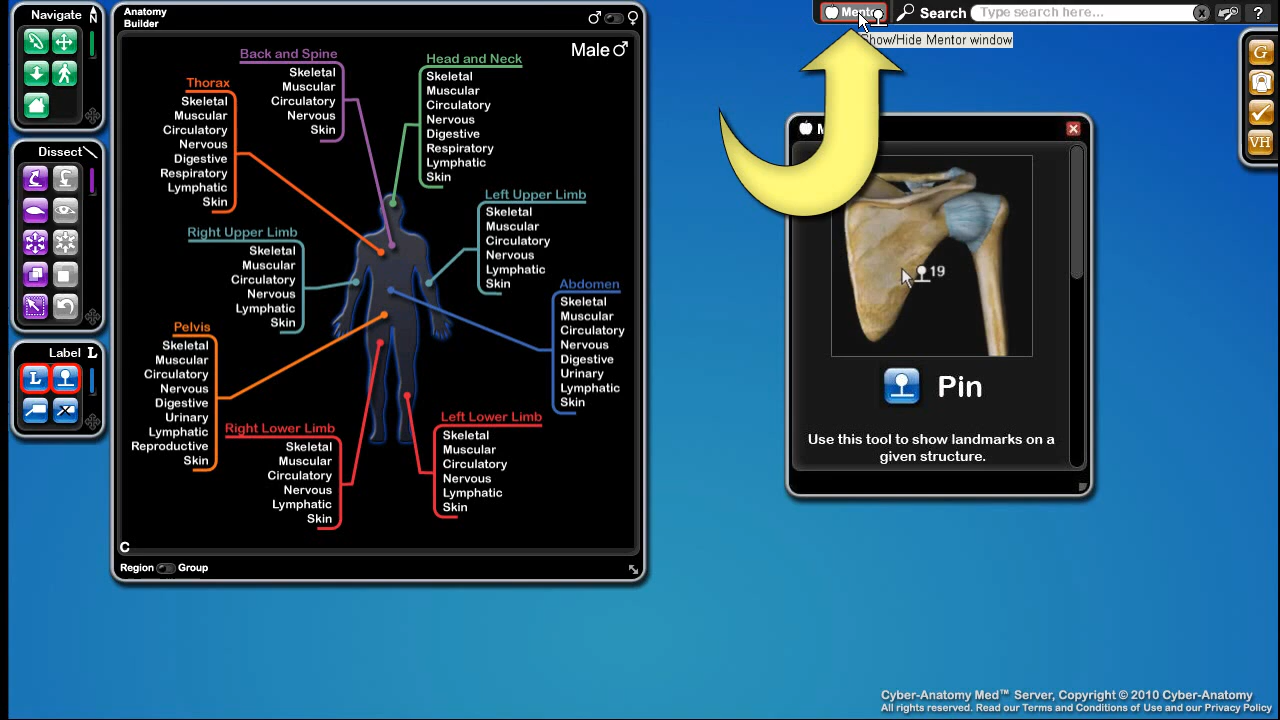 Navigate N
Dissect
Label L
L
Anatomy
Builder
Male
Back and Spine
Skeletal
Muscular
Circulatory
Nervous
Skin
Head and Neck
Skeletal
Muscular
Circulatory
Nervous
Digestive
Respiratory
Lymphatic
Skin
Thorax
Skeletal
Muscular
Circulatory
Nervous
Digestive
Respiratory
Lymphatic
Skin
Left Upper Limb
Skeletal
Muscular
Circulatory
Nervous
Lymphatic
Skin
Right Upper Limb
Skeletal
Muscular
Circulatory
Nervous
Lymphatic
Skin
Abdomen
Skeletal
Muscular
Circulatory
Nervous
Digestive
Urinary
Lymphatic
Skin
Pelvis
Skeletal
Muscular
Circulatory
Nervous
Digestive
Urinary
Lymphatic
Reproductive
Skin
Right Lower Limb
Skeletal
Muscular
Circulatory
Nervous
Lymphatic
Skin
Left Lower Limb
Skeletal
Muscular
Circulatory
Nervous
Lymphatic
Skin
C
Region Group
Mentor Search Type search here... x ?
Show/Hide Mentor window
G
VH
19
Pin
Use this tool to show landmarks on a
given structure.
Cyber-Anatomy Med™ Server, Copyright © 2010 Cyber-Anatomy
All rights reserved. Read our Terms and Conditions of Use and our Privacy Policy